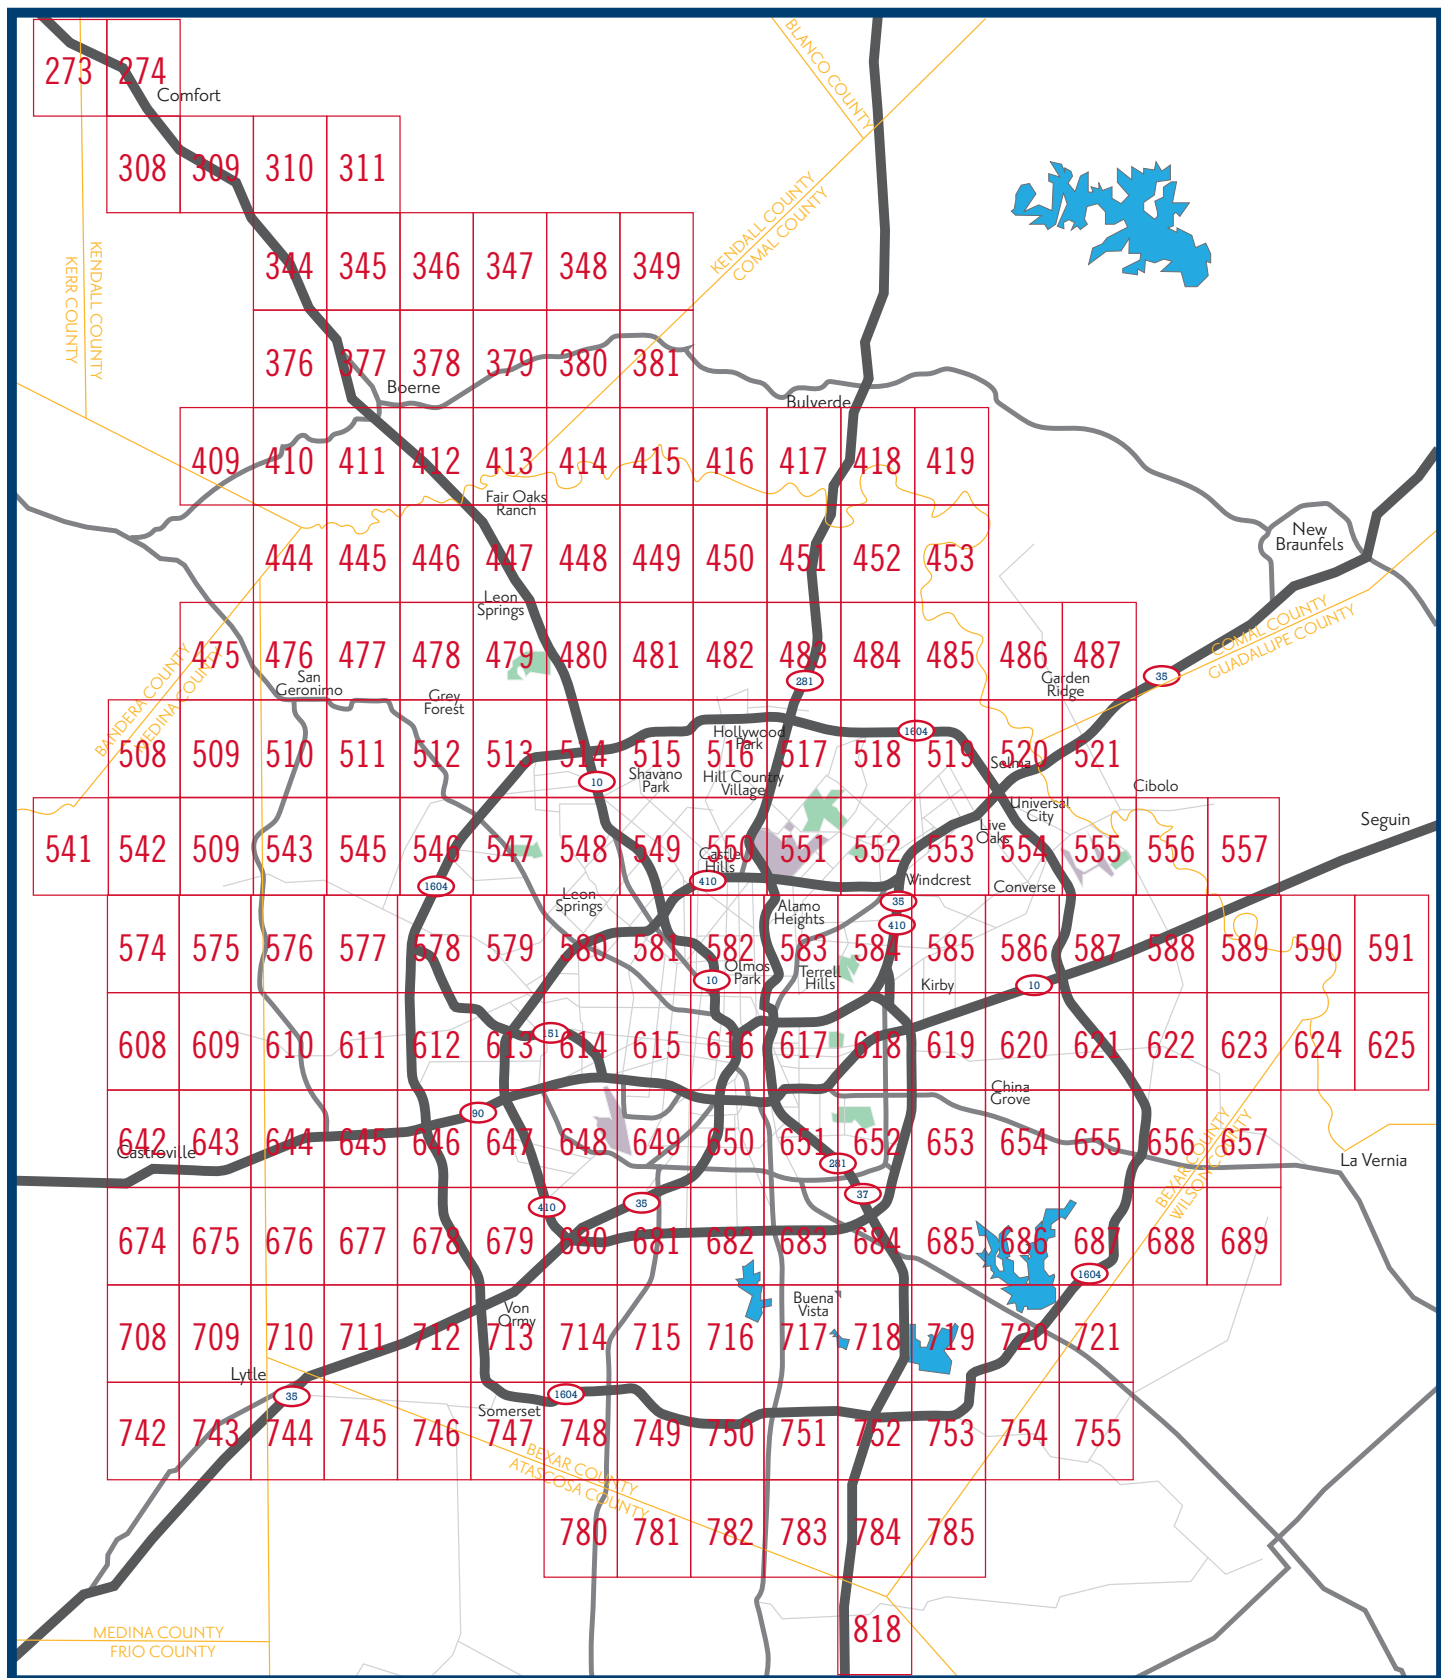 BLANCO COUNTY
273 274
Comfort
308 309 310 311
KENDALL COUNTY
COMAL COUNTY
KENDALL COUNTY
KERR COUNTY
344 345 346 347 348 349
376 377 378 379 380 381
Boerne
Bulverde
409 410 411 412 413 414 415 416 417 418 419
Fair Oaks
Ranch
New
Braunfels
444 445 446 447 448 449 450 451 452 453
Leon
Springs
COMAL COUNTY
GUADALUPE COUNTY
475 476 477 478 479 480 481 482 483 484 485 486 487
BANDERA COUNTY
MEDINA COUNTY
San
Geronimo
Grey
Forest
281
Garden
Ridge
35
508 509 510 511 512 513 514 515 516 517 518 519 520 521
Hollywood
Park
1604
Selma
10
Shavano
Park
Hill Country
Village
Cibolo
Universal
City
Live
Oaks
Seguin
541 542 509 543 545 546 547 548 549 550 551 552 553 554 555 556 557
Castle
Hills
1604
410
Windcrest
Converse
Leon
Springs
Alamo
Heights
35
410
574 575 576 577 578 579 580 581 582 583 584 585 586 587 588 589 590 591
Olmos
Park
Terrell
Hills
10
Kirby
10
151
608 609 610 611 612 613 614 615 616 617 618 619 620 621 622 623 624 625
China
Grove
90
642 643 644 645 646 647 648 649 650 651 652 653 654 655 656 657
Castroville
La Vernia
281
BEXAR COUNTY
WILSON COUNTY
410
35
37
674 675 676 677 678 679 680 681 682 683 684 685 686 687 688 689
1604
Buena
Vista
Von
Ormy
708 709 710 711 712 713 714 715 716 717 718 719 720 721
Lytle
35
1604
Somerset
742 743 744 745 746 747 748 749 750 751 752 753 754 755
BEXAR COUNTY
ATASCOSA COUNTY
780 781 782 783 784 785
818
MEDINA COUNTY
FRIO COUNTY